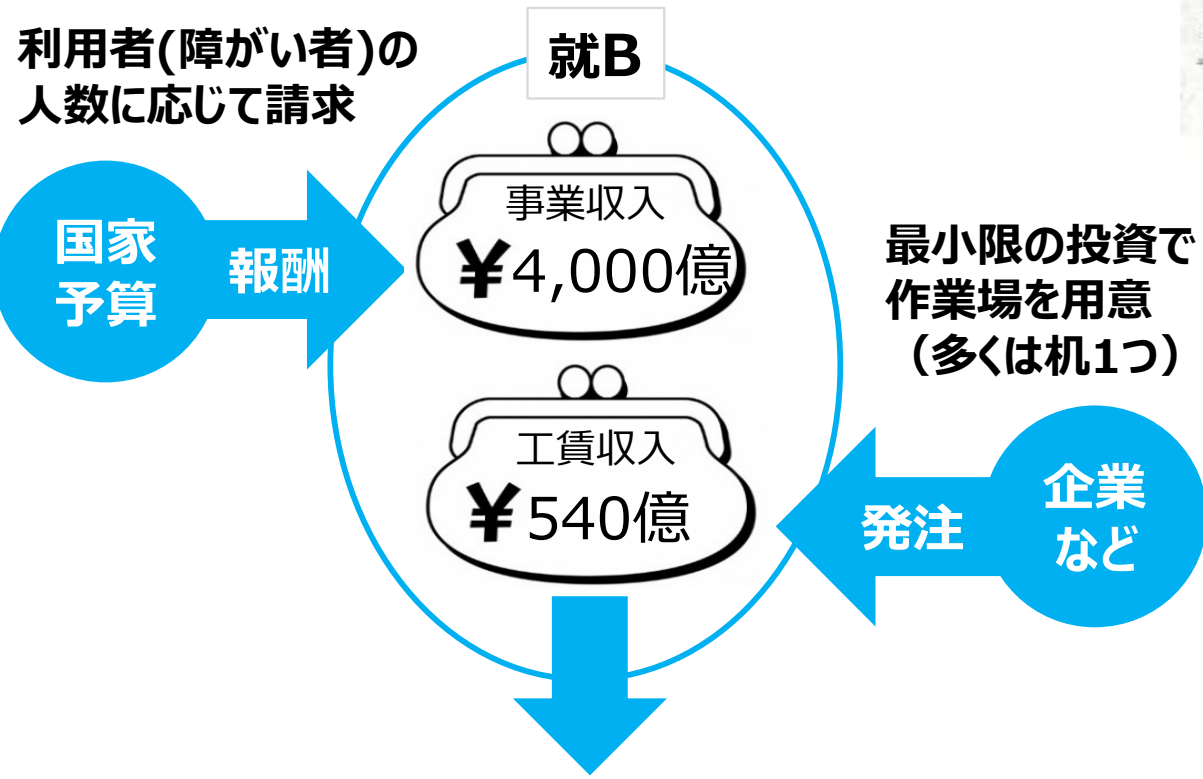 利用者(障がい者)の
人数に応じて請求
就B
国家
予算
報酬
事業収入
¥4,000億
工賃収入
¥540億
最小限の投資で
作業場を用意
（多くは机1つ）
発注
企業
など